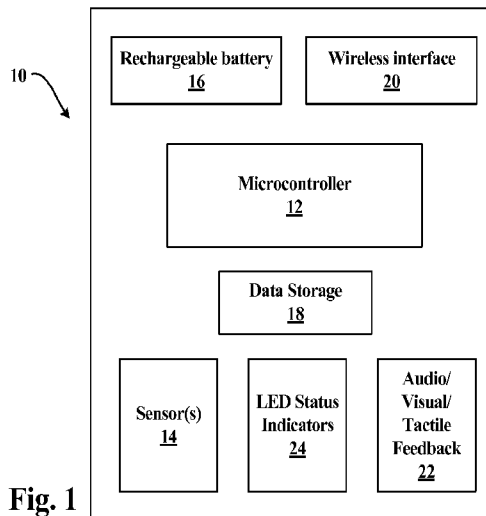 10
Rechargeable battery
16
Wireless interface
20
Microcontroller
12
Data Storage
18
Sensor(s)
14
LED Status
Indicators
24
Audio/
Visual/
Tactile
Feedback
22
Fig. 1